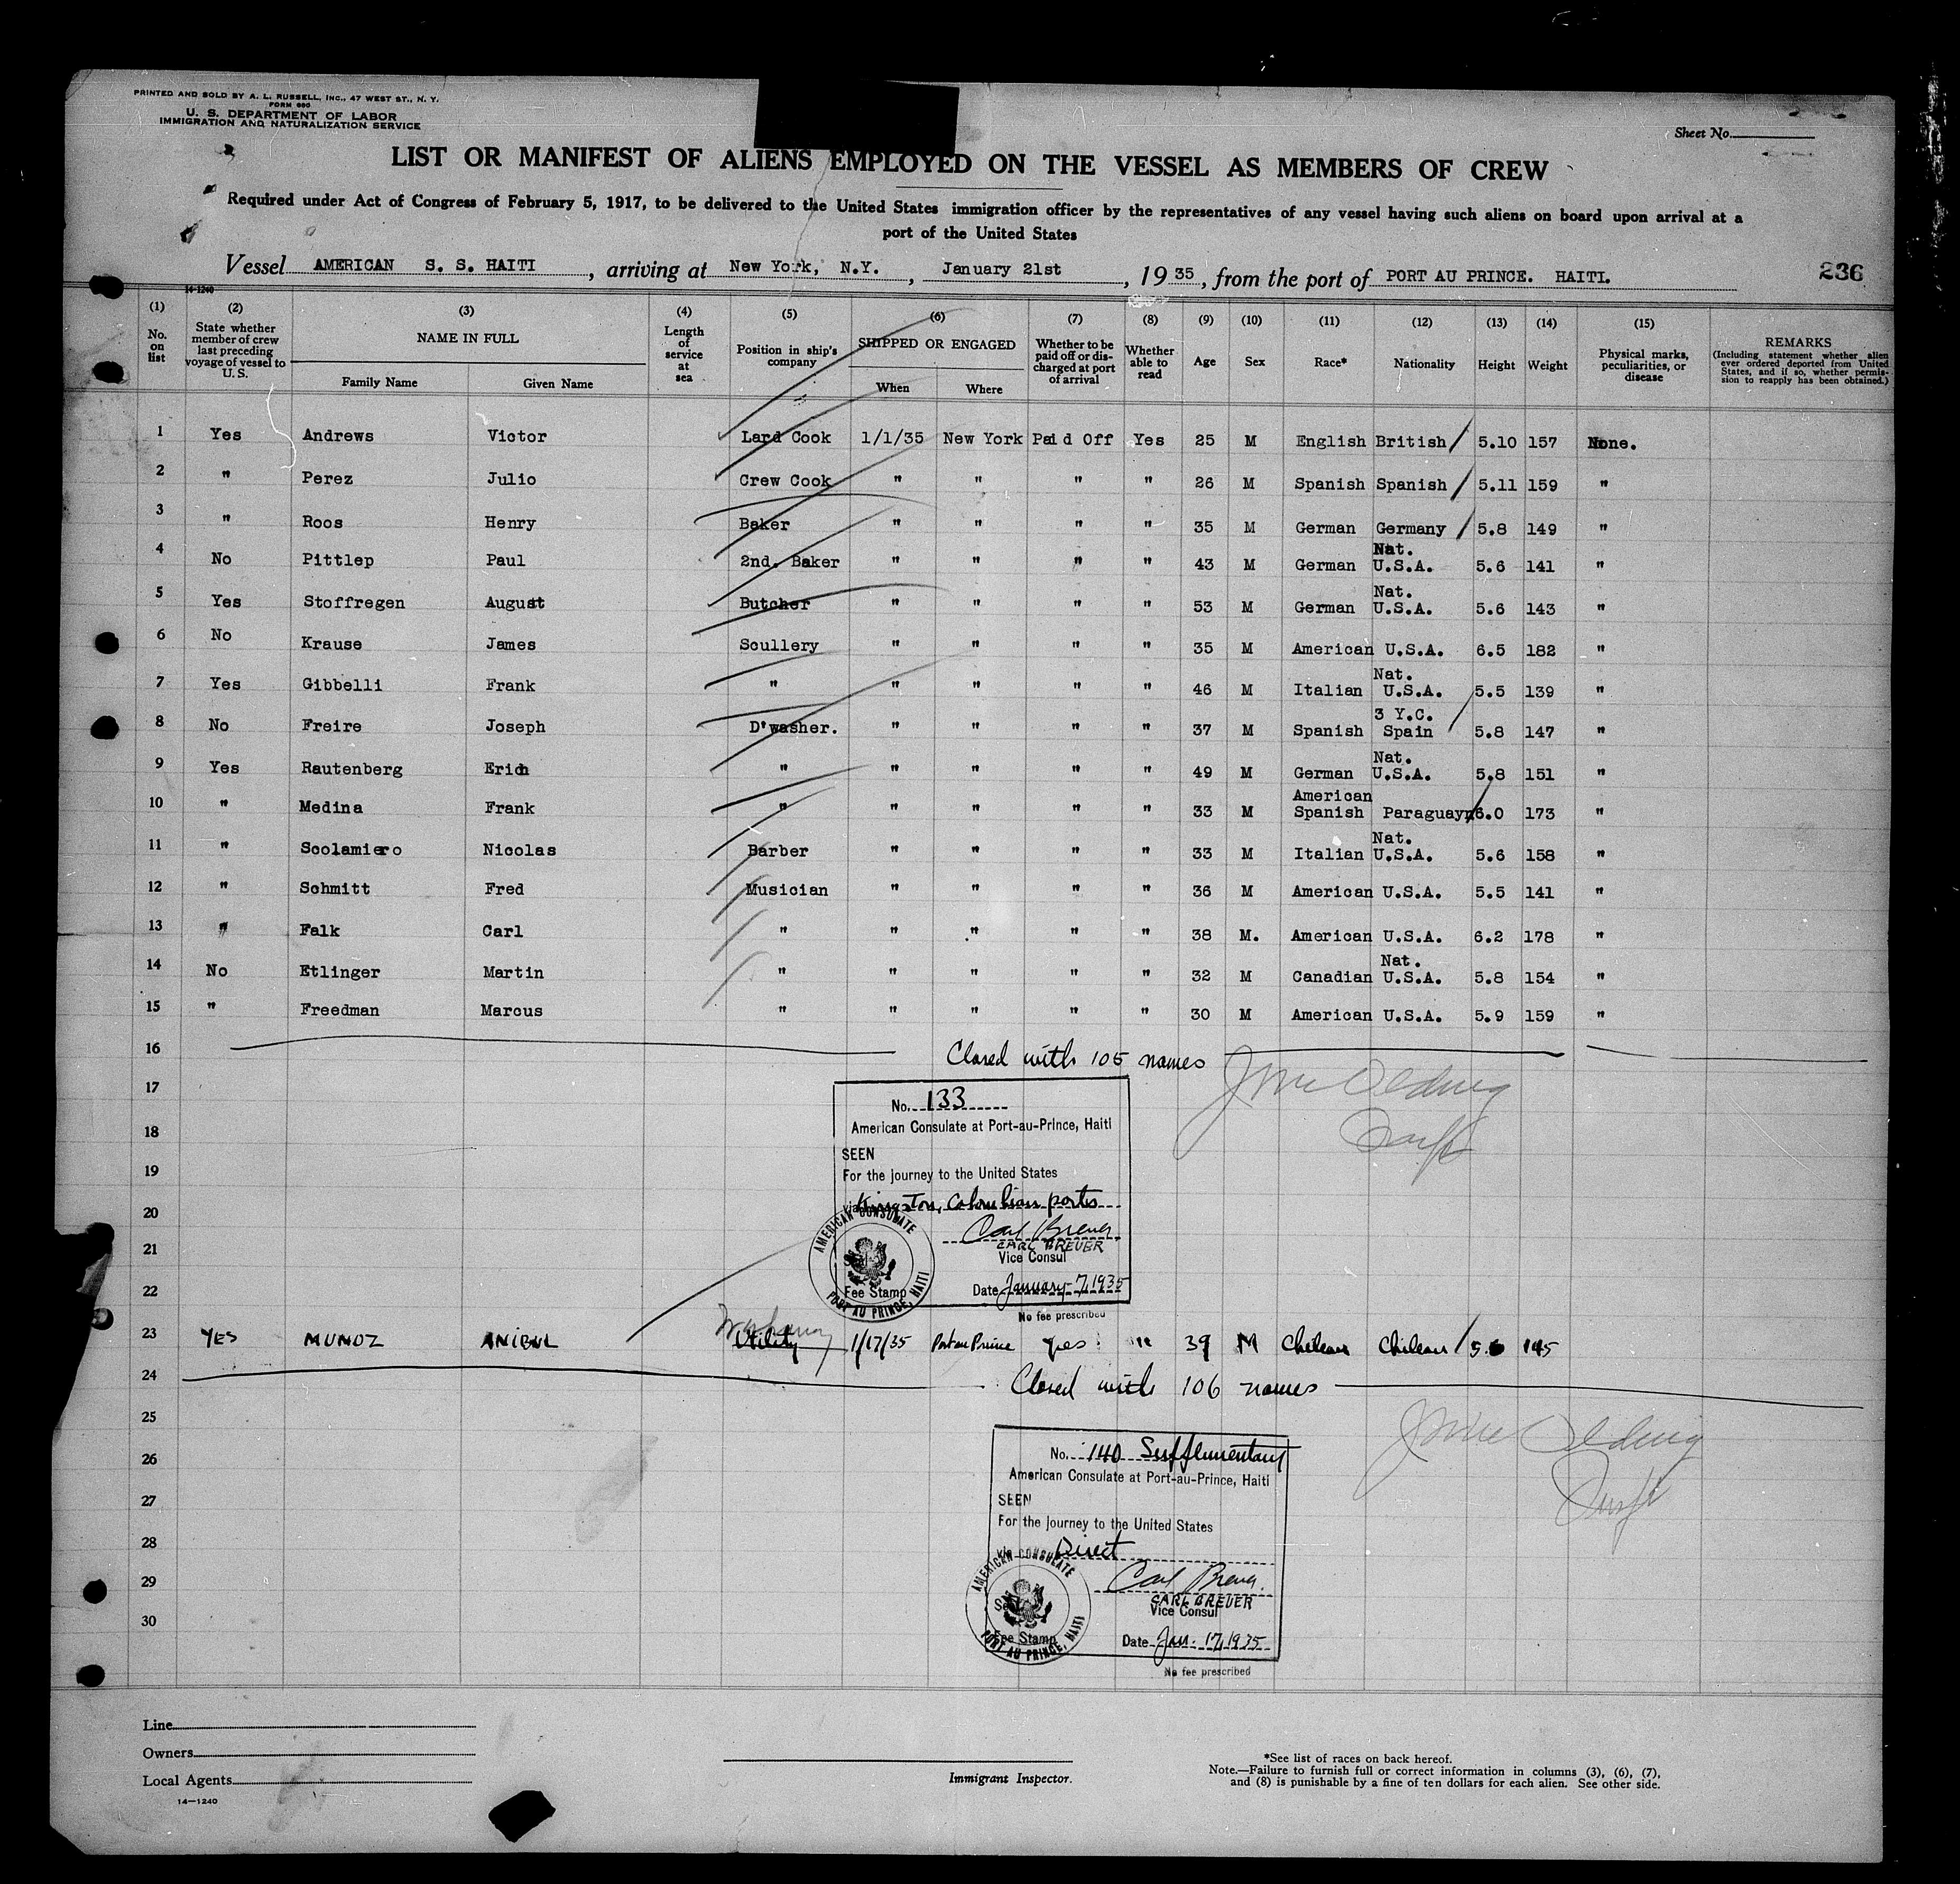 PRINTED AND SOLD BY A. L. RUSSELL, INC., 47 WEST ST., N. Y.
FORM 680
U. S. DEPARTMENT OF LABOR
IMMIGRATION AND NATURALIZATION SERVICE
Sheet No.
LIST OR MANIFEST OF ALIENS EMPLOYED ON THE VESSEL AS MEMBERS OF CREW
Required under Act of Congress of February 5, 1917, to be delivered to the United States immigration officer by the representatives of any vessel having such aliens on board upon arrival at a
port of the United States
Vessel AMERICAN S. S. HAITI, arriving at New York, N.Y., January 21st, 1935, from the port of PORT AU PRINCE. HAITI.
236
14-1240
(1) No. on list (2) State whether member of crew last preceding voyage of vessel to U. S. (3) NAME IN FULL Family Name Given Name (4) Length of service at sea (5) Position in ship's company (6) SHIPPED OR ENGAGED When Where (7) Whether to be paid off or discharged at port of arrival (8) Whether able to read (9) Age (10) Sex (11) Race* (12) Nationality (13) Height (14) Weight (15) Physical marks, peculiarities, or disease REMARKS (Including statement whether alien ever ordered deported from United States, and if so, whether permission to reapply has been obtained.)
1 Yes Andrews Victor Lard Cook 1/1/35 New York Paid Off Yes 25 M English British 5.10 157 None.
2 " Perez Julio Crew Cook " " " " 26 M Spanish Spanish 5.11 159 "
3 " Roos Henry Baker " " " " 35 M German Germany 5.8 149 "
4 No Pittlep Paul 2nd. Baker " " " " 43 M German Nat. U.S.A. 5.6 141 "
5 Yes Stoffregen August Butcher " " " " 53 M German Nat. U.S.A. 5.6 143 "
6 No Krause James Scullery " " " " 35 M American U.S.A. 6.5 182 "
7 Yes Gibbelli Frank " " " " " 46 M Italian Nat. U.S.A. 5.5 139 "
8 No Freire Joseph D'washer. " " " " 37 M Spanish 3 Y.C. Spain 5.8 147 "
9 Yes Rautenberg Erich " " " " " 49 M German Nat. U.S.A. 5.8 151 "
10 " Medina Frank " " " " " 33 M American Spanish Paraguayn 6.0 173 "
11 " Scolamiero Nicolas Barber " " " " 33 M Italian Nat. U.S.A. 5.6 158 "
12 " Schmitt Fred Musician " " " " 36 M American U.S.A. 5.5 141 "
13 " Falk Carl " " " " " 38 M. American U.S.A. 6.2 178 "
14 No Etlinger Martin " " " " " 32 M Canadian Nat. U.S.A. 5.8 154 "
15 " Freedman Marcus " " " " " 30 M American U.S.A. 5.9 159 "
16 Closed with 105 names
17
No. 133
American Consulate at Port-au-Prince, Haiti
18
SEEN
19
For the journey to the United States
20
via Kingston, Colombian ports
Carl Breuer
CARL BREUER
21
Vice Consul
AMERICAN CONSULATE PORT AU PRINCE, HAITI
Seal
Fee Stamp
22
Date January 7, 1935
No fee prescribed
23 YES MUNOZ ANIBUL Utility 1/17/35 Port au Prince yes " 39 M Chilean Chilean 5.6 145
24 Closed with 106 names
25
No. 140 Supplementary
26
American Consulate at Port-au-Prince, Haiti
27
SEEN
For the journey to the United States
28
via Direct
29
Carl Breuer
CARL BREUER
Vice Consul
AMERICAN CONSULATE PORT AU PRINCE, HAITI
Seal
Fee Stamp
30
Date Jan. 17, 1935
No fee prescribed
Line
Owners
Local Agents
14—1240
Immigrant Inspector.
*See list of races on back hereof.
Note.—Failure to furnish full or correct information in columns (3), (6), (7),
and (8) is punishable by a fine of ten dollars for each alien. See other side.